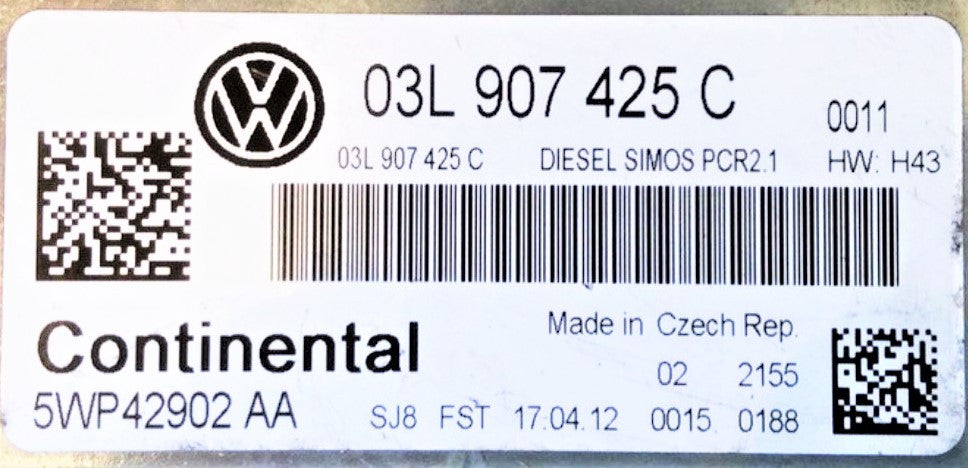 03L 907 425 C
0011
03L 907 425 C DIESEL SIMOS PCR2.1 HW: H43
Made in Czech Rep.
Continental
02 2155
5WP42902 AA SJ8 FST 17.04.12 0015 0188